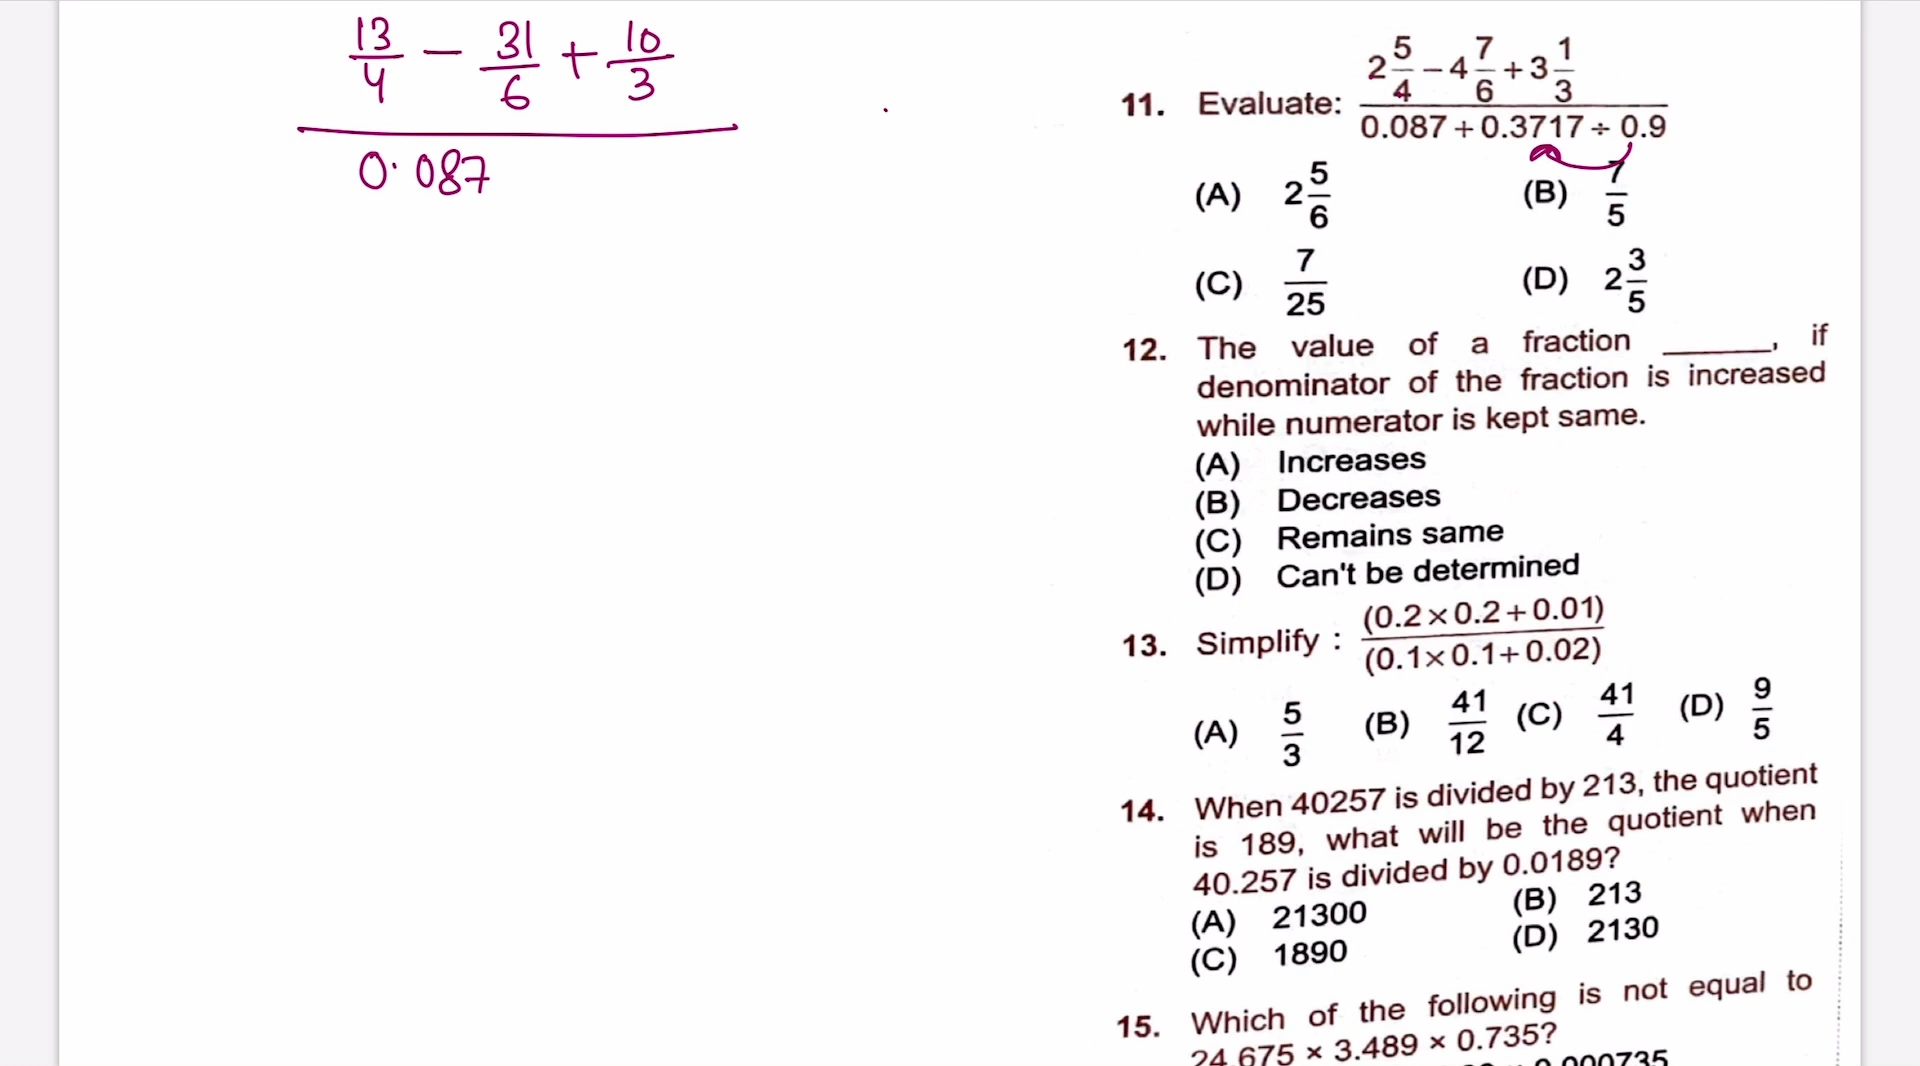 13/4 − 31/6 + 10/3
0.087
11. Evaluate: (2 5/4 − 4 7/6 + 3 1/3) / (0.087 + 0.3717 ÷ 0.9)
(A) 2 5/6 (B) 7/5
(C) 7/25 (D) 2 3/5
12. The value of a fraction ______, if
denominator of the fraction is increased
while numerator is kept same.
(A) Increases
(B) Decreases
(C) Remains same
(D) Can't be determined
13. Simplify : (0.2 × 0.2 + 0.01) / (0.1 × 0.1 + 0.02)
(A) 5/3 (B) 41/12 (C) 41/4 (D) 9/5
14. When 40257 is divided by 213, the quotient
is 189, what will be the quotient when
40.257 is divided by 0.0189?
(A) 21300 (B) 213
(C) 1890 (D) 2130
15. Which of the following is not equal to
24.675 × 3.489 × 0.735?